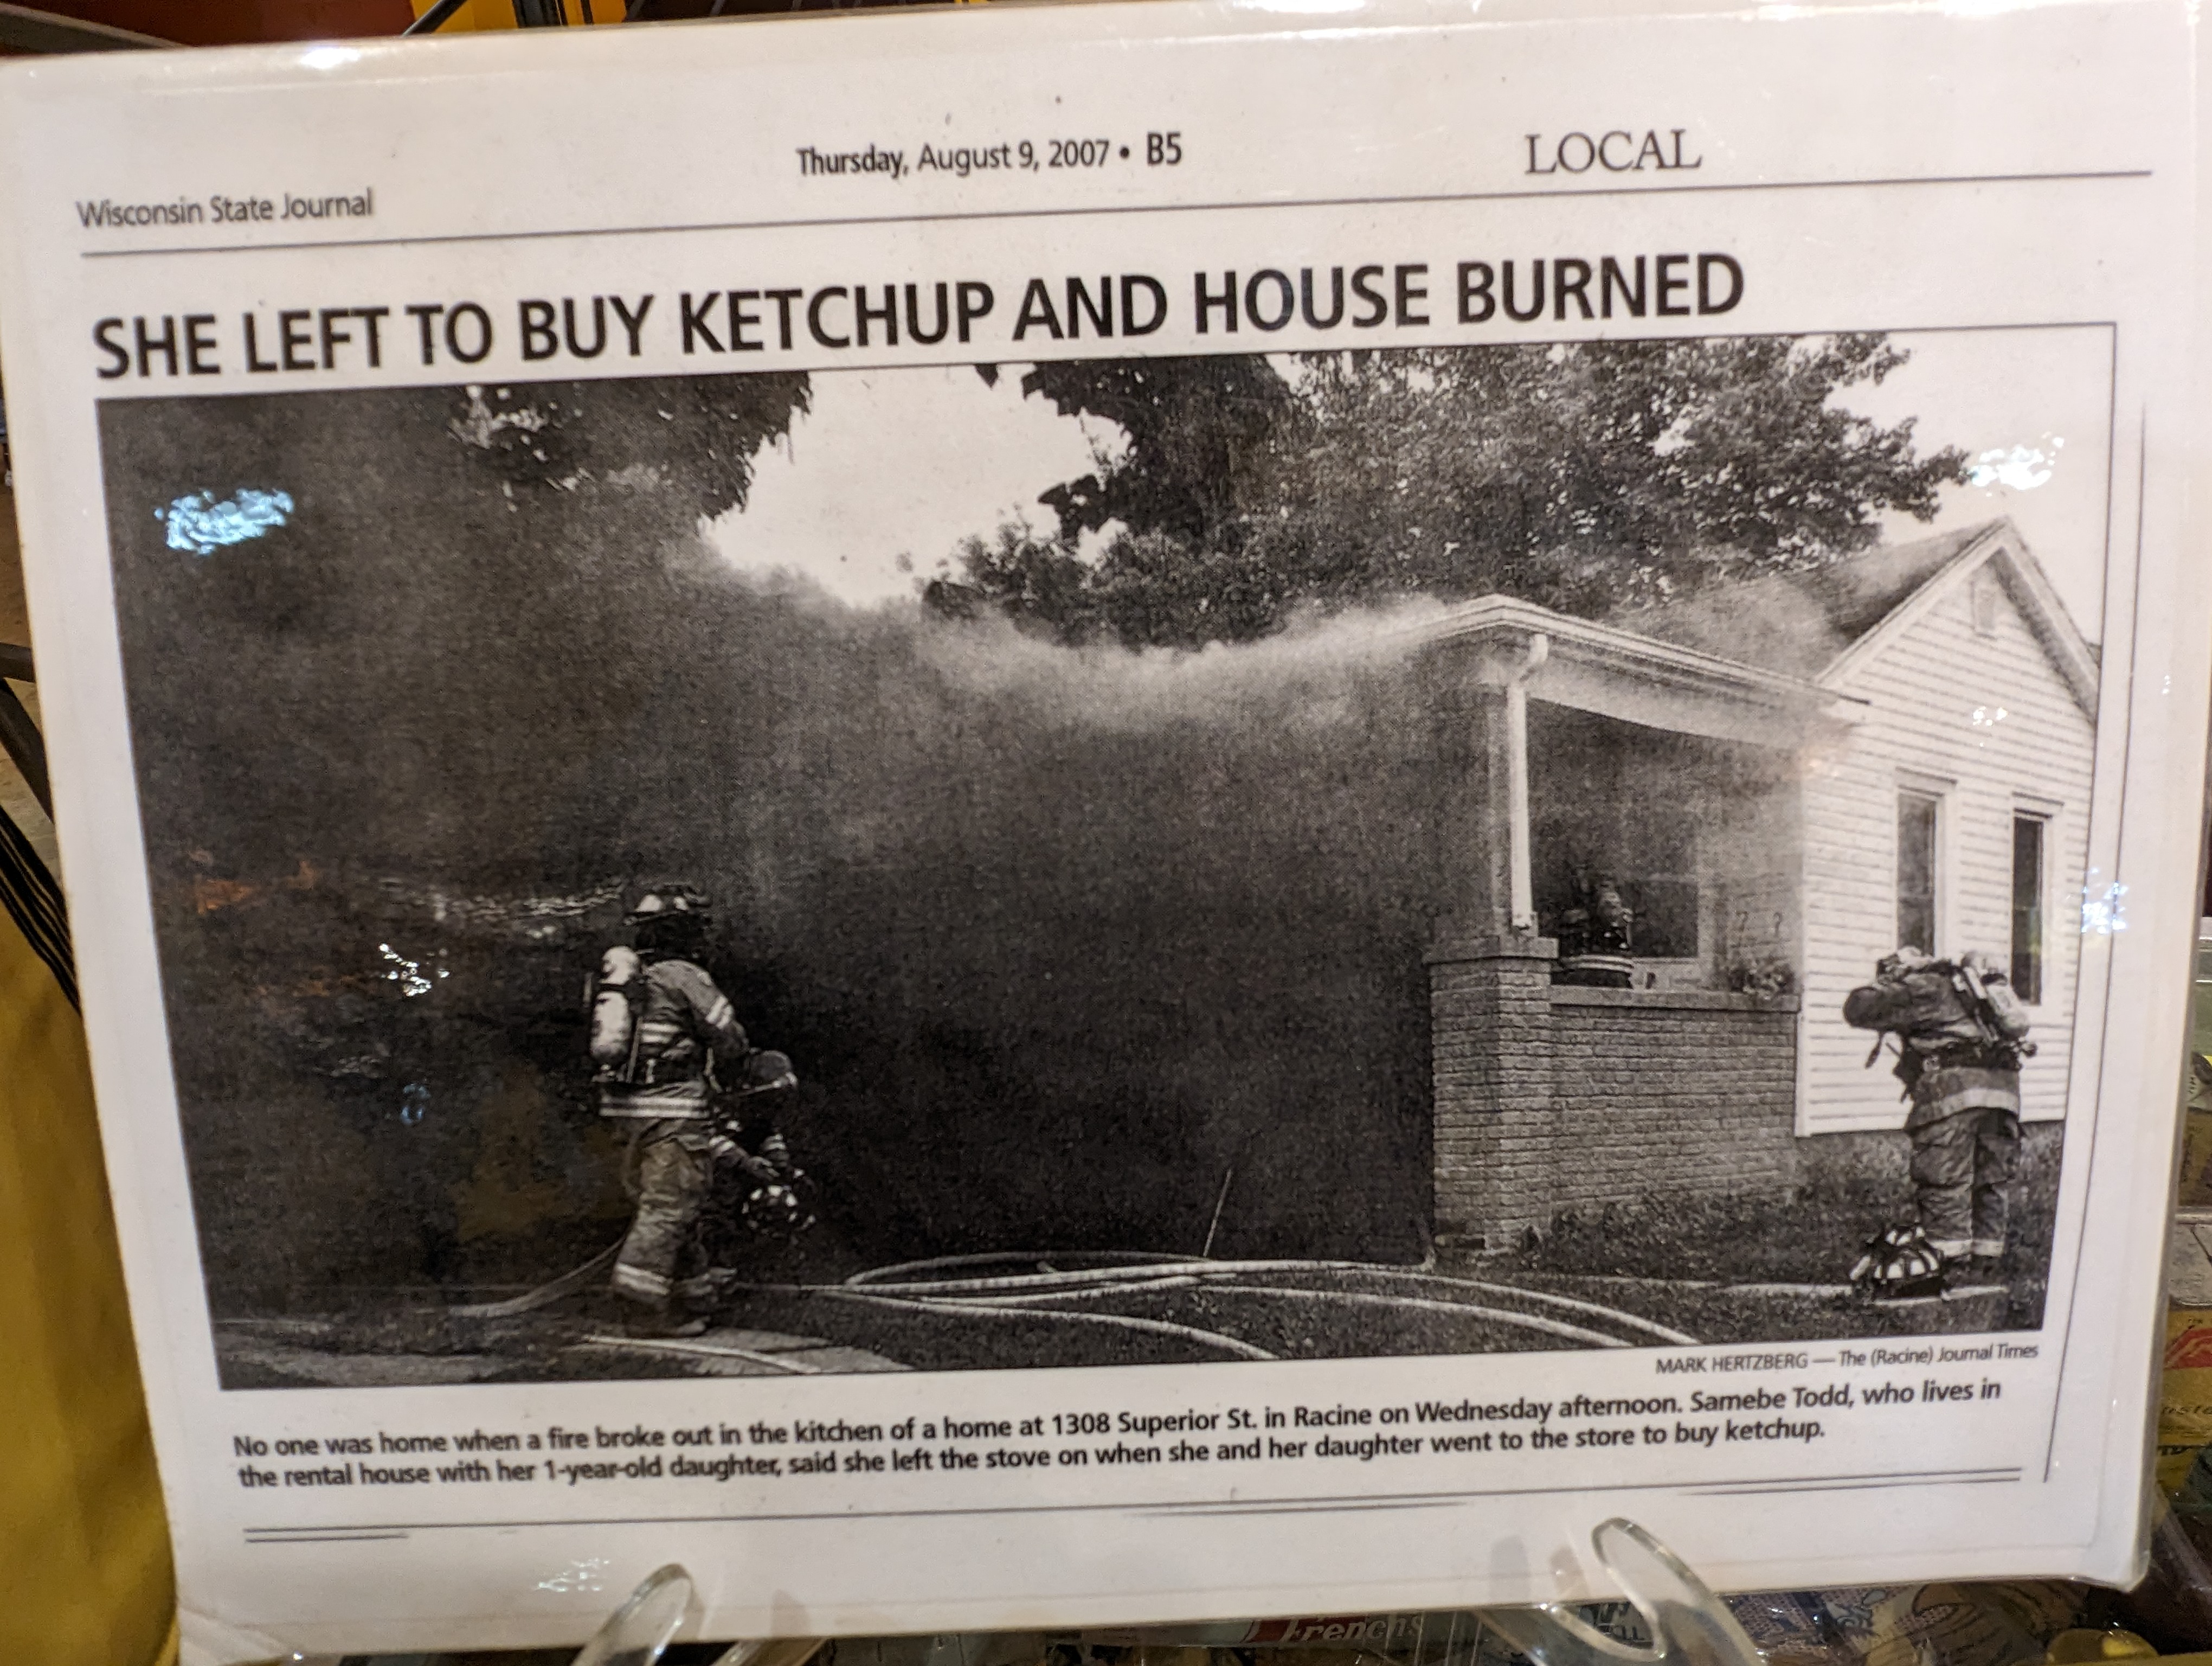 Thursday, August 9, 2007 • B5
LOCAL
Wisconsin State Journal
SHE LEFT TO BUY KETCHUP AND HOUSE BURNED
MARK HERTZBERG — The (Racine) Journal Times
No one was home when a fire broke out in the kitchen of a home at 1308 Superior St. in Racine on Wednesday afternoon. Samebe Todd, who lives in
the rental house with her 1-year-old daughter, said she left the stove on when she and her daughter went to the store to buy ketchup.
French's